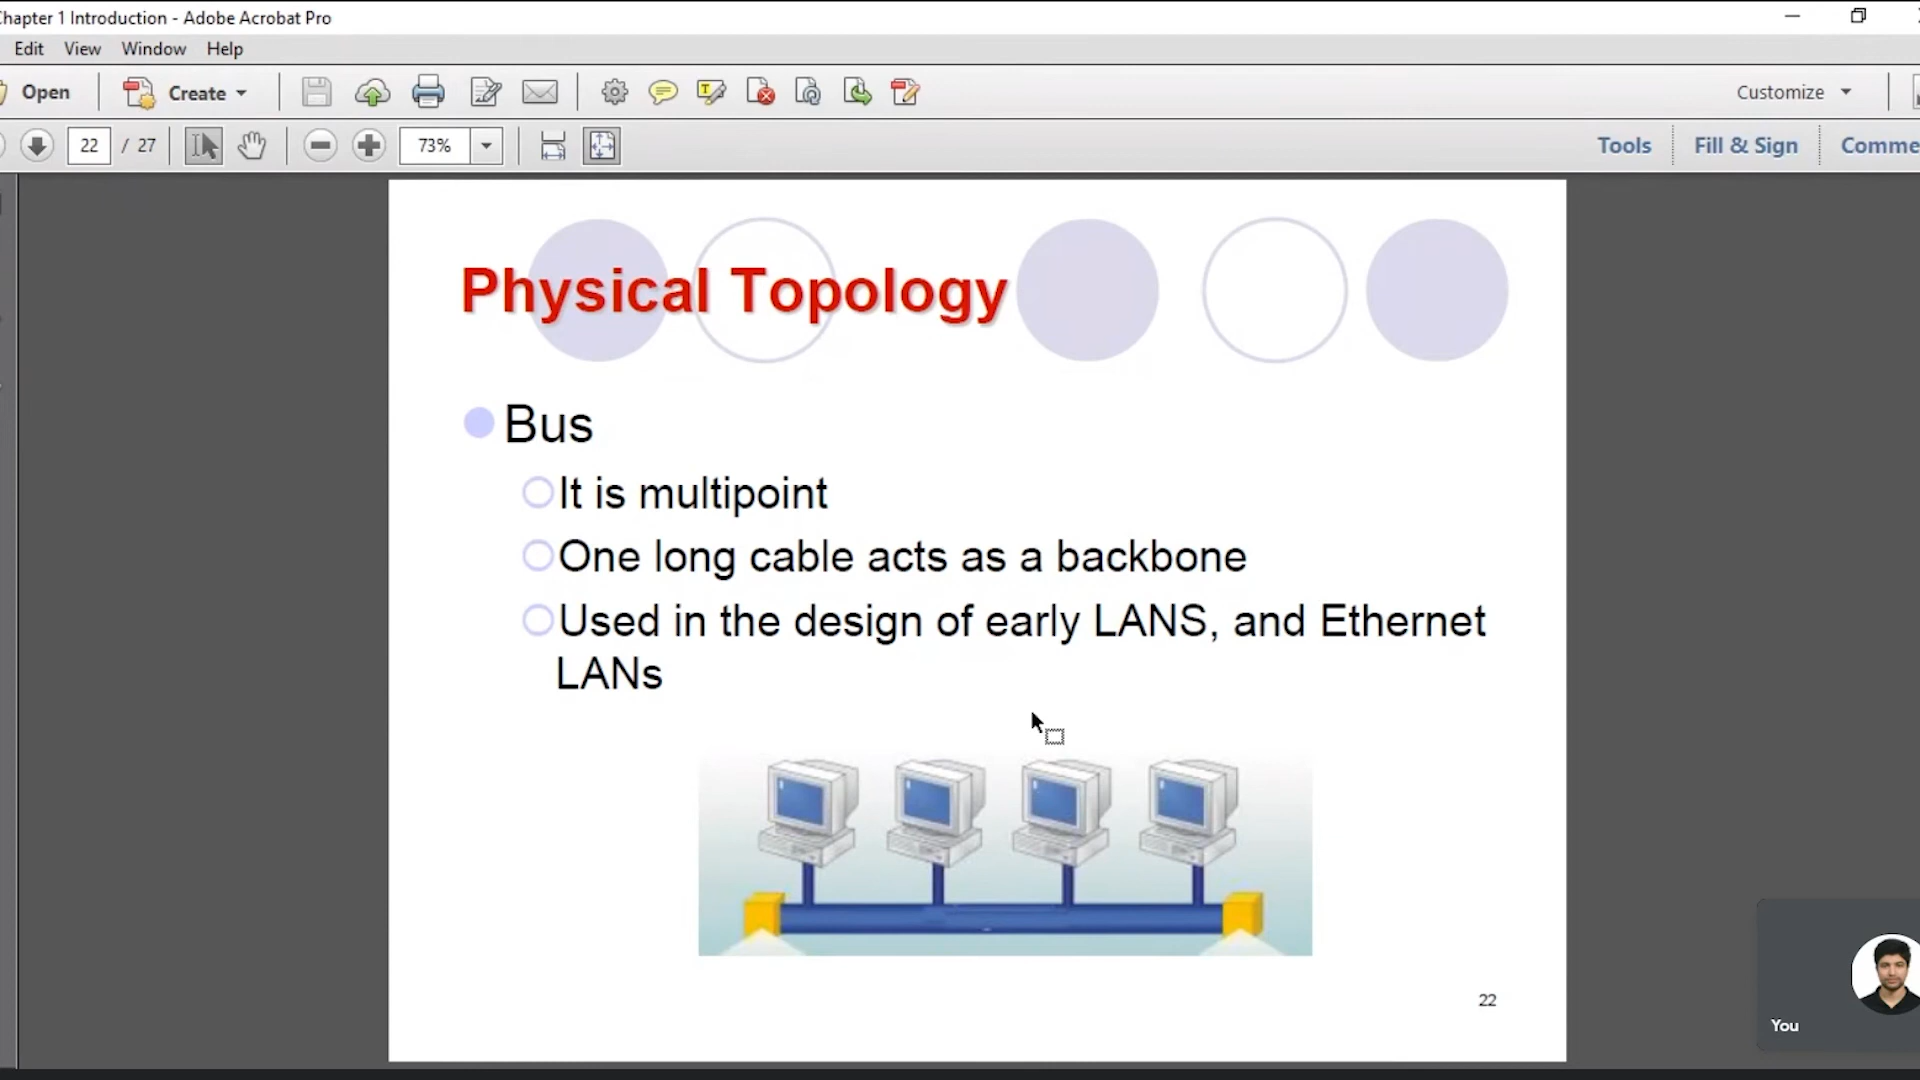 Chapter 1 Introduction - Adobe Acrobat Pro
Edit View Window Help
Open Create Customize
22 / 27 73% Tools Fill & Sign
Physical Topology
Bus
It is multipoint
One long cable acts as a backbone
Used in the design of early LANS, and Ethernet
LANs
22
You